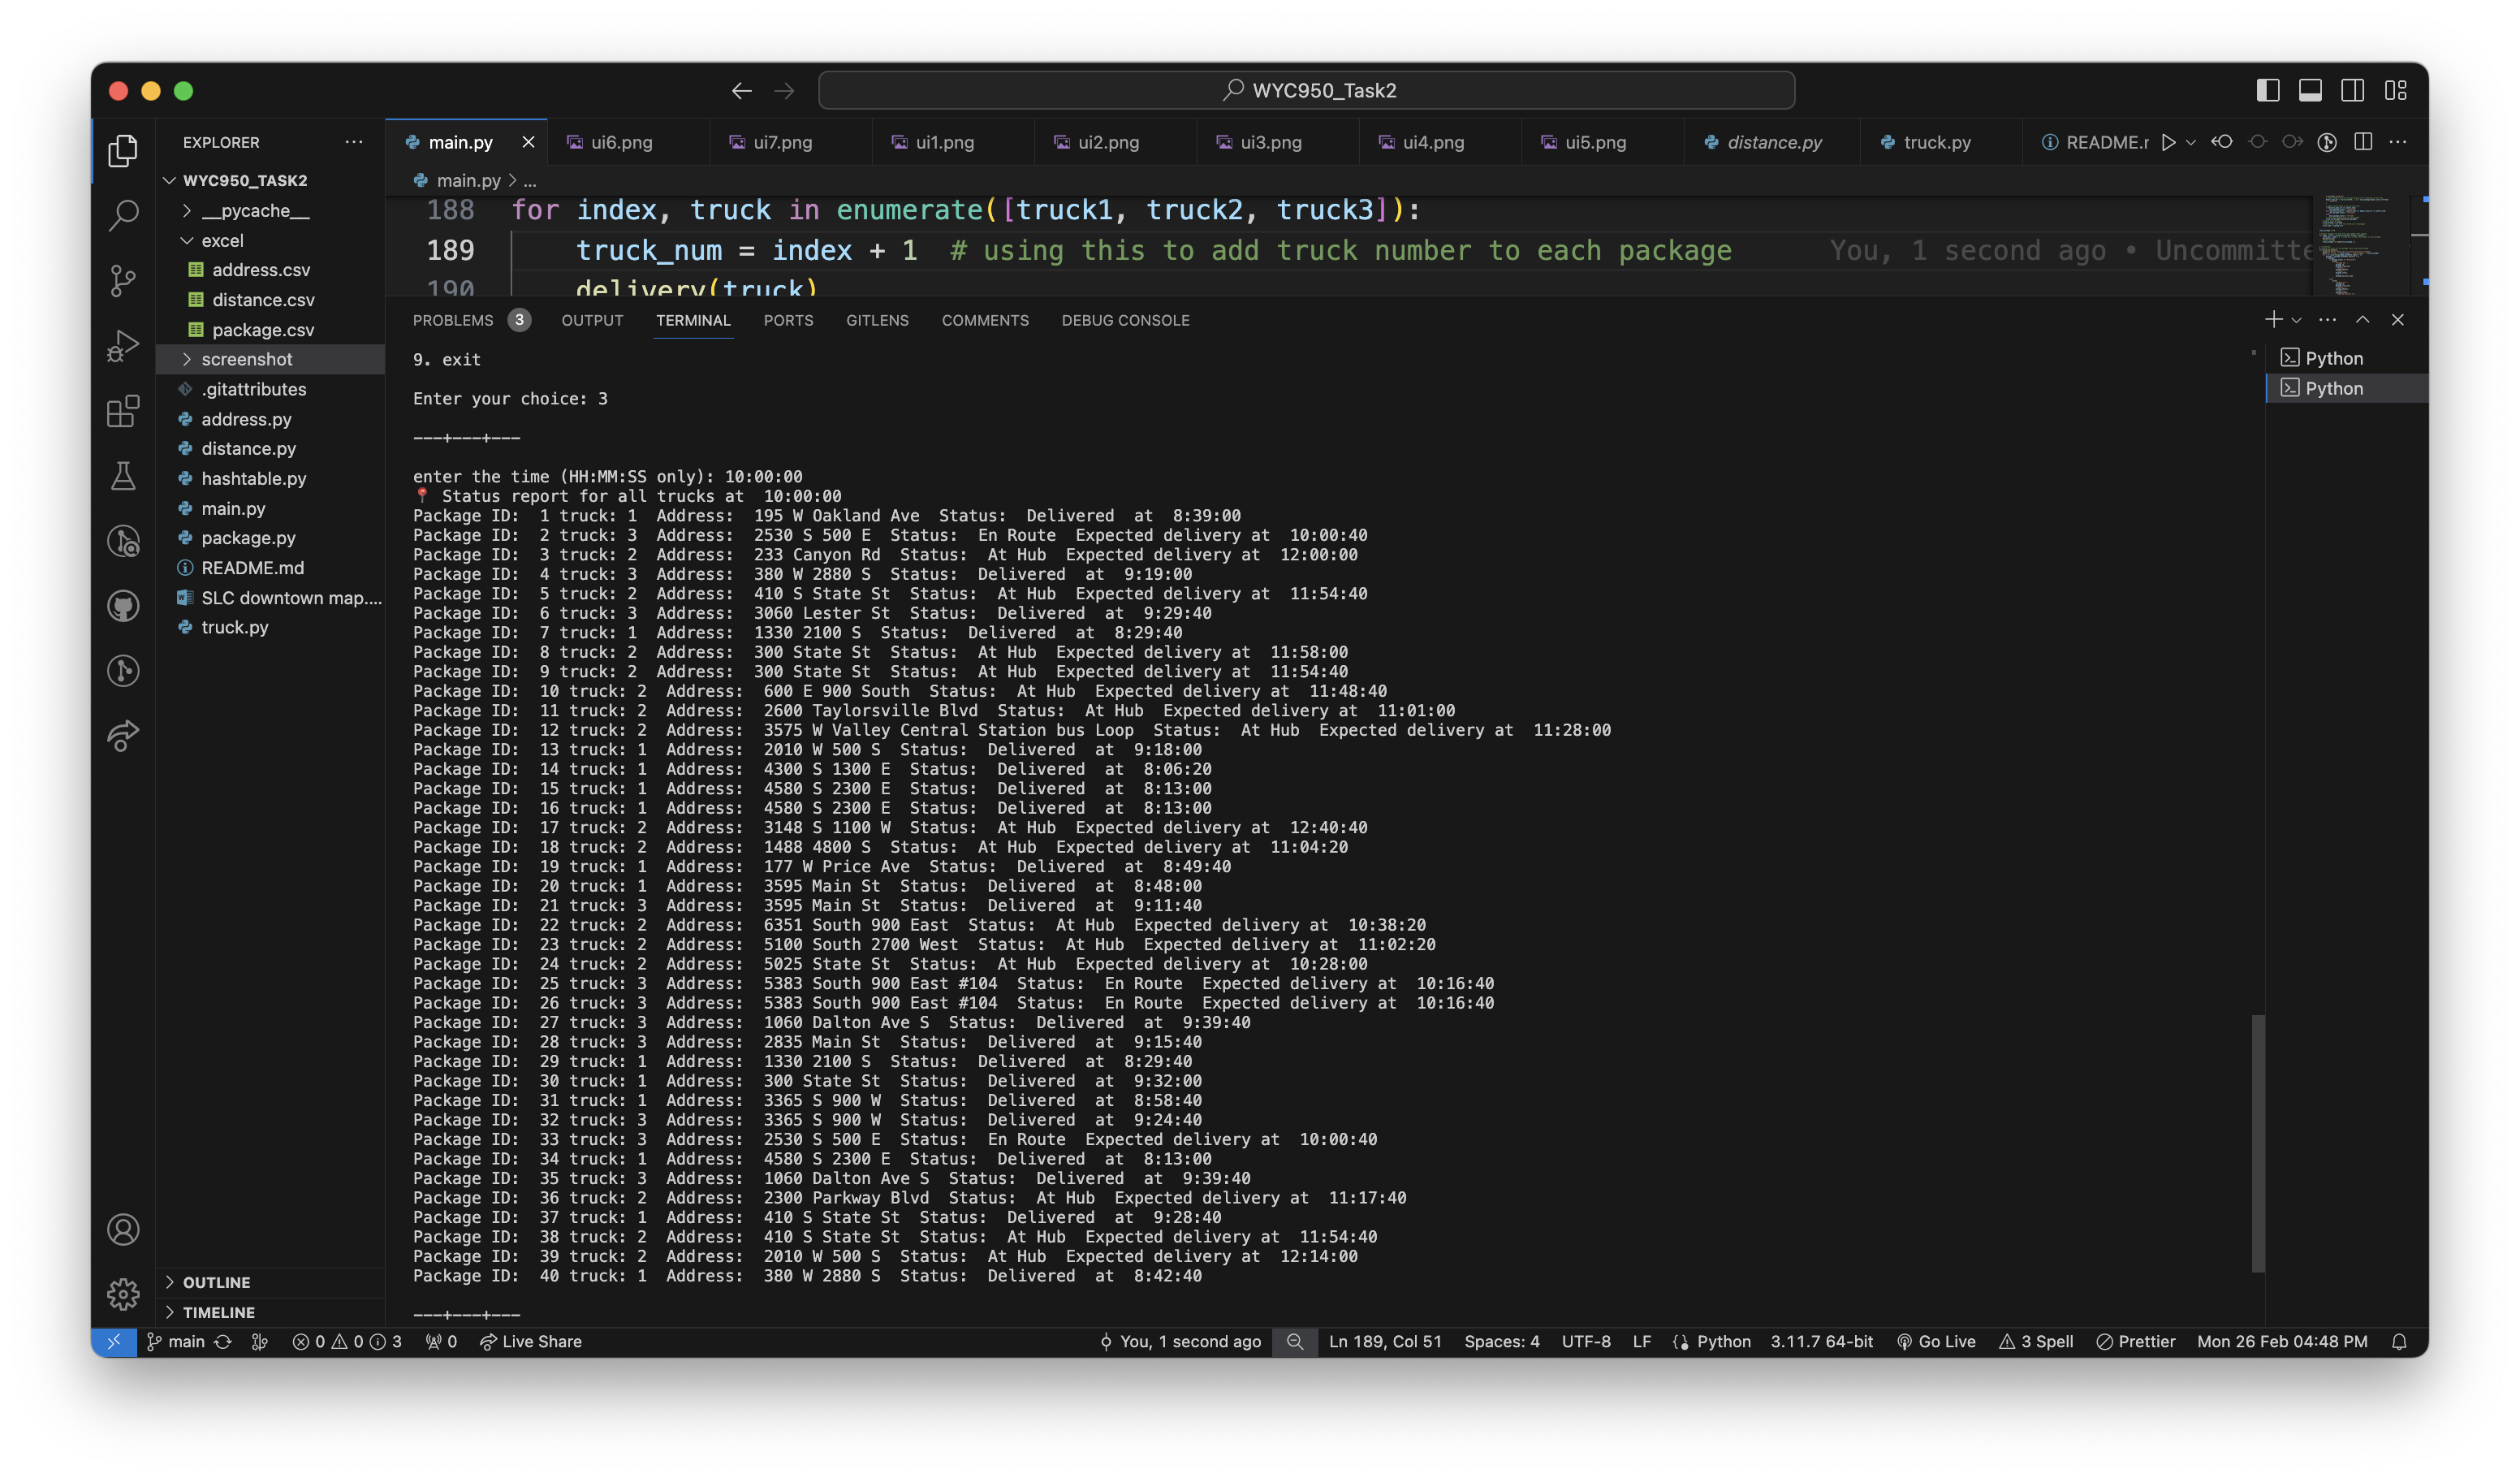 WYC950_Task2
EXPLORER
main.py
ui6.png
ui7.png
ui1.png
ui2.png
ui3.png
ui4.png
ui5.png
distance.py
truck.py
README.r
WYC950_TASK2
__pycache__
excel
address.csv
distance.csv
package.csv
screenshot
.gitattributes
address.py
distance.py
hashtable.py
main.py
package.py
README.md
SLC downtown map....
truck.py
OUTLINE
TIMELINE
main.py > ...
188 for index, truck in enumerate([truck1, truck2, truck3]):
189 truck_num = index + 1 # using this to add truck number to each package You, 1 second ago • Uncommitte
190 delivery(truck)
PROBLEMS 3 OUTPUT TERMINAL PORTS GITLENS COMMENTS DEBUG CONSOLE
Python
Python
9. exit
Enter your choice: 3
---+---+---
enter the time (HH:MM:SS only): 10:00:00
📍 Status report for all trucks at  10:00:00
Package ID:  1 truck: 1  Address:  195 W Oakland Ave  Status:  Delivered  at  8:39:00
Package ID:  2 truck: 3  Address:  2530 S 500 E  Status:  En Route  Expected delivery at  10:00:40
Package ID:  3 truck: 2  Address:  233 Canyon Rd  Status:  At Hub  Expected delivery at  12:00:00
Package ID:  4 truck: 3  Address:  380 W 2880 S  Status:  Delivered  at  9:19:00
Package ID:  5 truck: 2  Address:  410 S State St  Status:  At Hub  Expected delivery at  11:54:40
Package ID:  6 truck: 3  Address:  3060 Lester St  Status:  Delivered  at  9:29:40
Package ID:  7 truck: 1  Address:  1330 2100 S  Status:  Delivered  at  8:29:40
Package ID:  8 truck: 2  Address:  300 State St  Status:  At Hub  Expected delivery at  11:58:00
Package ID:  9 truck: 2  Address:  300 State St  Status:  At Hub  Expected delivery at  11:54:40
Package ID:  10 truck: 2  Address:  600 E 900 South  Status:  At Hub  Expected delivery at  11:48:40
Package ID:  11 truck: 2  Address:  2600 Taylorsville Blvd  Status:  At Hub  Expected delivery at  11:01:00
Package ID:  12 truck: 2  Address:  3575 W Valley Central Station bus Loop  Status:  At Hub  Expected delivery at  11:28:00
Package ID:  13 truck: 1  Address:  2010 W 500 S  Status:  Delivered  at  9:18:00
Package ID:  14 truck: 1  Address:  4300 S 1300 E  Status:  Delivered  at  8:06:20
Package ID:  15 truck: 1  Address:  4580 S 2300 E  Status:  Delivered  at  8:13:00
Package ID:  16 truck: 1  Address:  4580 S 2300 E  Status:  Delivered  at  8:13:00
Package ID:  17 truck: 2  Address:  3148 S 1100 W  Status:  At Hub  Expected delivery at  12:40:40
Package ID:  18 truck: 2  Address:  1488 4800 S  Status:  At Hub  Expected delivery at  11:04:20
Package ID:  19 truck: 1  Address:  177 W Price Ave  Status:  Delivered  at  8:49:40
Package ID:  20 truck: 1  Address:  3595 Main St  Status:  Delivered  at  8:48:00
Package ID:  21 truck: 3  Address:  3595 Main St  Status:  Delivered  at  9:11:40
Package ID:  22 truck: 2  Address:  6351 South 900 East  Status:  At Hub  Expected delivery at  10:38:20
Package ID:  23 truck: 2  Address:  5100 South 2700 West  Status:  At Hub  Expected delivery at  11:02:20
Package ID:  24 truck: 2  Address:  5025 State St  Status:  At Hub  Expected delivery at  10:28:00
Package ID:  25 truck: 3  Address:  5383 South 900 East #104  Status:  En Route  Expected delivery at  10:16:40
Package ID:  26 truck: 3  Address:  5383 South 900 East #104  Status:  En Route  Expected delivery at  10:16:40
Package ID:  27 truck: 3  Address:  1060 Dalton Ave S  Status:  Delivered  at  9:39:40
Package ID:  28 truck: 3  Address:  2835 Main St  Status:  Delivered  at  9:15:40
Package ID:  29 truck: 1  Address:  1330 2100 S  Status:  Delivered  at  8:29:40
Package ID:  30 truck: 1  Address:  300 State St  Status:  Delivered  at  9:32:00
Package ID:  31 truck: 1  Address:  3365 S 900 W  Status:  Delivered  at  8:58:40
Package ID:  32 truck: 3  Address:  3365 S 900 W  Status:  Delivered  at  9:24:40
Package ID:  33 truck: 3  Address:  2530 S 500 E  Status:  En Route  Expected delivery at  10:00:40
Package ID:  34 truck: 1  Address:  4580 S 2300 E  Status:  Delivered  at  8:13:00
Package ID:  35 truck: 3  Address:  1060 Dalton Ave S  Status:  Delivered  at  9:39:40
Package ID:  36 truck: 2  Address:  2300 Parkway Blvd  Status:  At Hub  Expected delivery at  11:17:40
Package ID:  37 truck: 1  Address:  410 S State St  Status:  Delivered  at  9:28:40
Package ID:  38 truck: 2  Address:  410 S State St  Status:  At Hub  Expected delivery at  11:54:40
Package ID:  39 truck: 2  Address:  2010 W 500 S  Status:  At Hub  Expected delivery at  12:14:00
Package ID:  40 truck: 1  Address:  380 W 2880 S  Status:  Delivered  at  8:42:40
---+---+---
main 0 0 3 0 Live Share You, 1 second ago Ln 189, Col 51 Spaces: 4 UTF-8 LF Python 3.11.7 64-bit Go Live 3 Spell Prettier Mon 26 Feb 04:48 PM